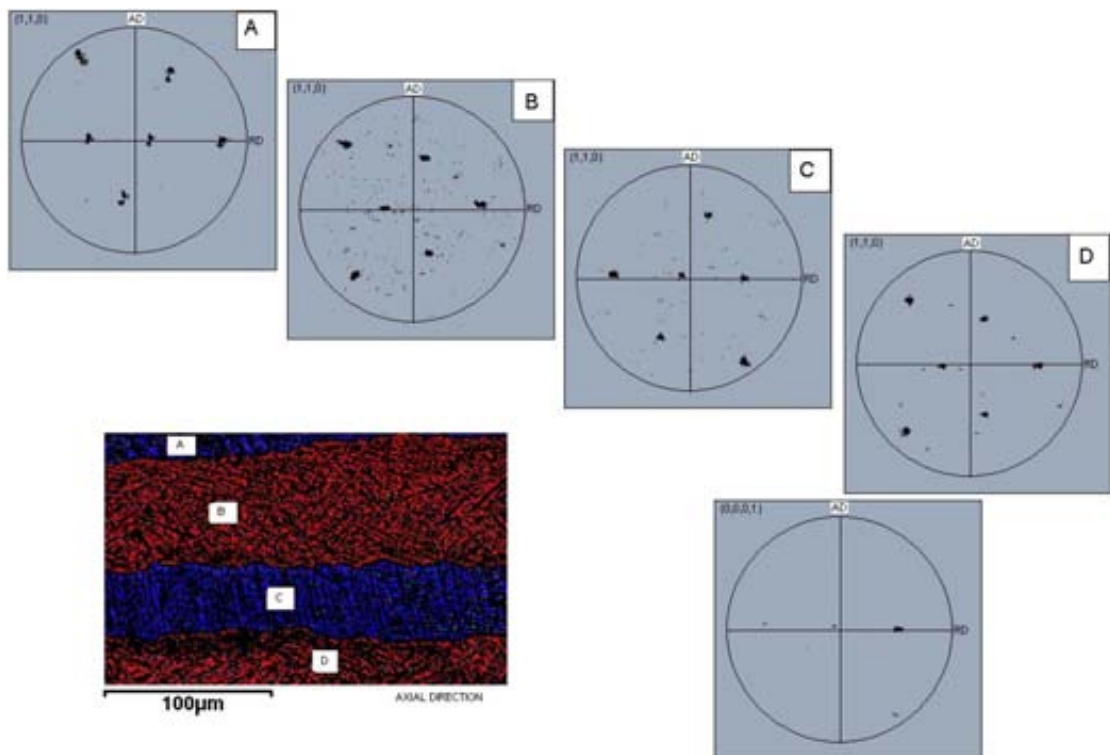 (1,1,0)
AD
A
RD
(1,1,0)
AD
B
RD
(1,1,0)
AD
C
RD
(1,1,0)
AD
D
RD
A
B
C
D
100µm
AXIAL DIRECTION
(0,0,0,1)
AD
RD